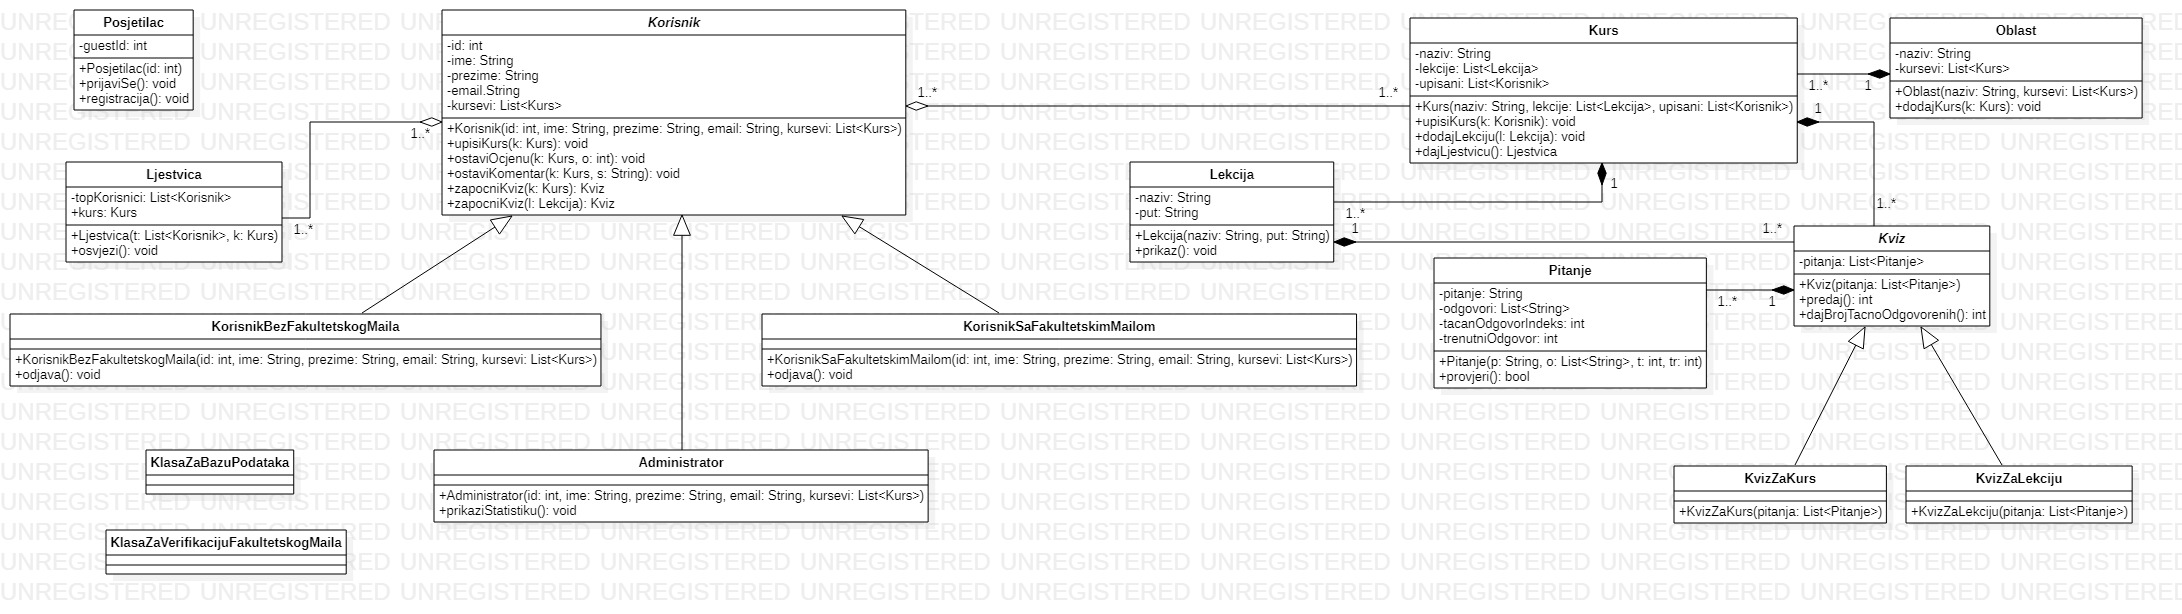 Posjetilac
-guestId: int
+Posjetilac(id: int)
+prijaviSe(): void
+registracija(): void
Korisnik
-id: int
-ime: String
-prezime: String
-email.String
-kursevi: List<Kurs>
+Korisnik(id: int, ime: String, prezime: String, email: String, kursevi: List<Kurs>)
+upisiKurs(k: Kurs): void
+ostaviOcjenu(k: Kurs, o: int): void
+ostaviKomentar(k: Kurs, s: String): void
+zapocniKviz(k: Kurs): Kviz
+zapocniKviz(l: Lekcija): Kviz
1..*
1..*
1..*
1..*
Kurs
-naziv: String
-lekcije: List<Lekcija>
-upisani: List<Korisnik>
+Kurs(naziv: String, lekcije: List<Lekcija>, upisani: List<Korisnik>)
+upisiKurs(k: Korisnik): void
+dodajLekciju(l: Lekcija): void
+dajLjestvicu(): Ljestvica
1..*
1
1
1..*
Oblast
-naziv: String
-kursevi: List<Kurs>
+Oblast(naziv: String, kursevi: List<Kurs>)
+dodajKurs(k: Kurs): void
Ljestvica
-topKorisnici: List<Korisnik>
+kurs: Kurs
+Ljestvica(t: List<Korisnik>, k: Kurs)
+osvjezi(): void
Lekcija
-naziv: String
-put: String
+Lekcija(naziv: String, put: String)
+prikaz(): void
1
1..*
1
1..*
Kviz
-pitanja: List<Pitanje>
+Kviz(pitanja: List<Pitanje>)
+predaj(): int
+dajBrojTacnoOdgovorenih(): int
Pitanje
-pitanje: String
-odgovori: List<String>
-tacanOdgovorIndeks: int
-trenutniOdgovor: int
+Pitanje(p: String, o: List<String>, t: int, tr: int)
+provjeri(): bool
1..*
1
KorisnikBezFakultetskogMaila
+KorisnikBezFakultetskogMaila(id: int, ime: String, prezime: String, email: String, kursevi: List<Kurs>)
+odjava(): void
KorisnikSaFakultetskimMailom
+KorisnikSaFakultetskimMailom(id: int, ime: String, prezime: String, email: String, kursevi: List<Kurs>)
+odjava(): void
KlasaZaBazuPodataka
Administrator
+Administrator(id: int, ime: String, prezime: String, email: String, kursevi: List<Kurs>)
+prikaziStatistiku(): void
KvizZaKurs
+KvizZaKurs(pitanja: List<Pitanje>)
KvizZaLekciju
+KvizZaLekciju(pitanja: List<Pitanje>)
KlasaZaVerifikacijuFakultetskogMaila
UNREGISTERED